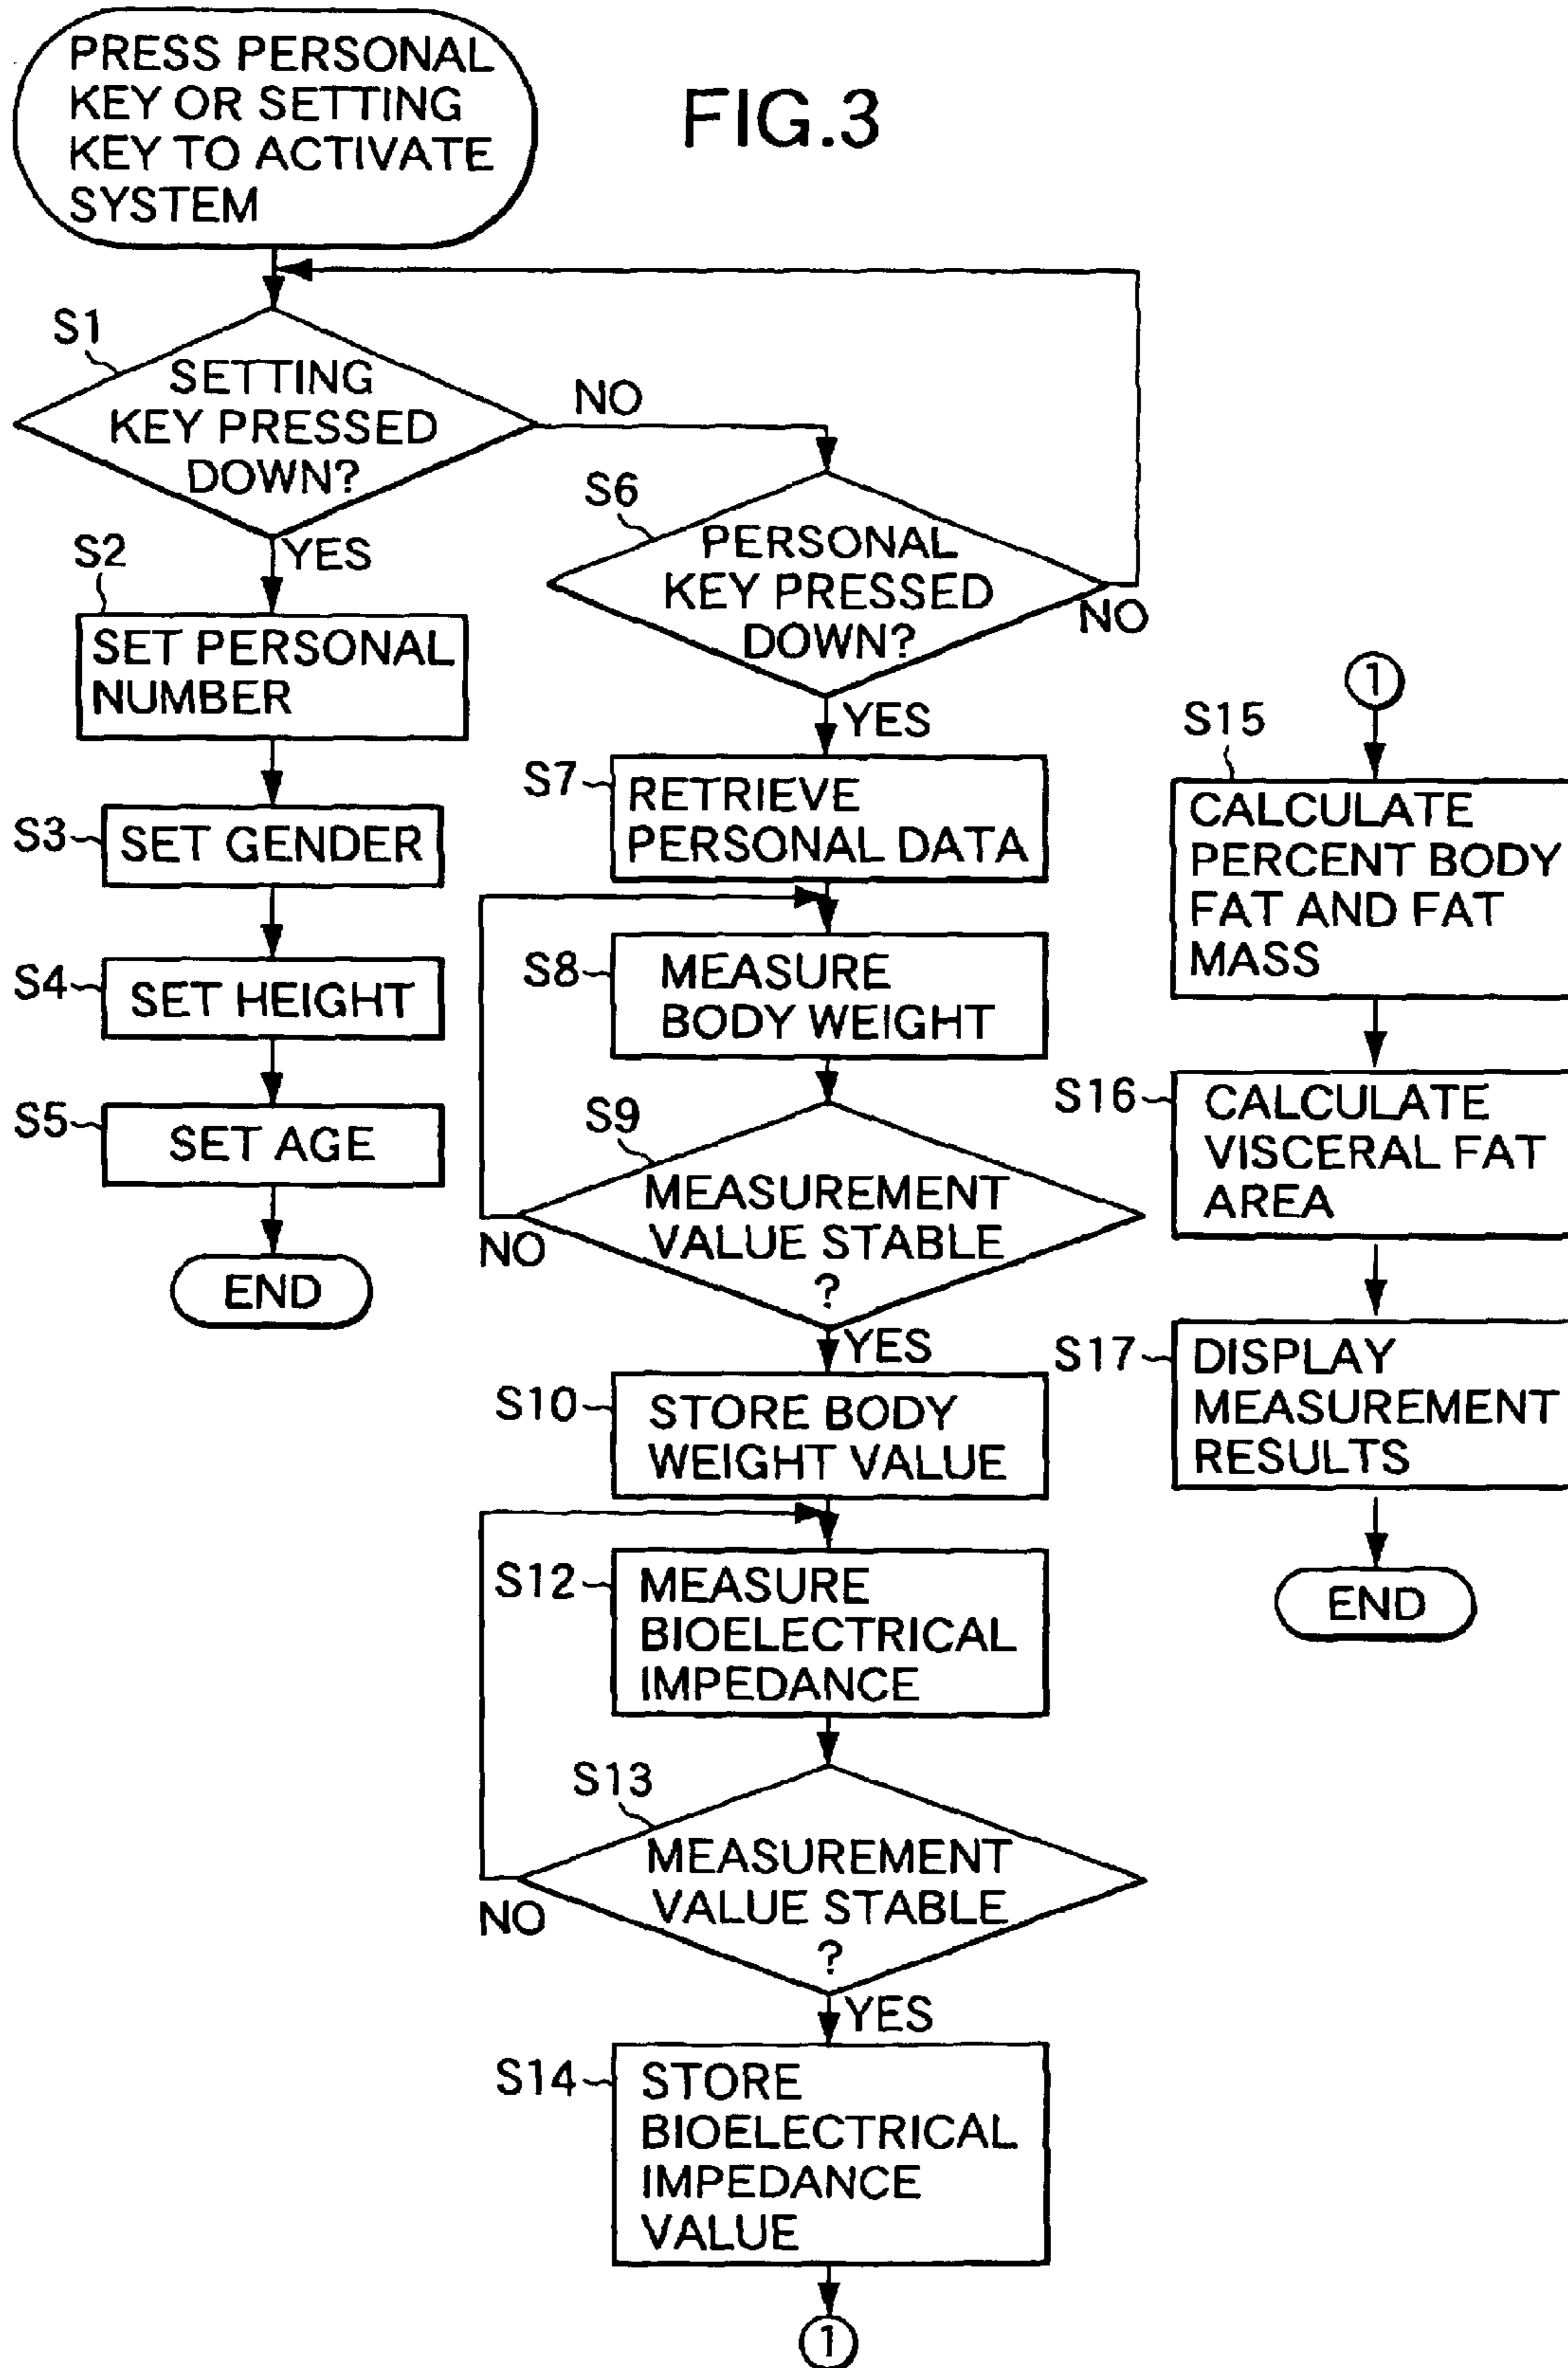 PRESS PERSONAL
KEY OR SETTING
KEY TO ACTIVATE
SYSTEM
FIG.3
S1
SETTING
KEY PRESSED
DOWN?
NO
YES
S2
SET PERSONAL
NUMBER
S3
SET GENDER
S4
SET HEIGHT
S5
SET AGE
END
S6
PERSONAL
KEY PRESSED
DOWN?
NO
YES
S7
RETRIEVE
PERSONAL DATA
S8
MEASURE
BODY WEIGHT
S9
MEASUREMENT
VALUE STABLE
?
NO
YES
S10
STORE BODY
WEIGHT VALUE
S12
MEASURE
BIOELECTRICAL
IMPEDANCE
S13
MEASUREMENT
VALUE STABLE
?
NO
YES
S14
STORE
BIOELECTRICAL
IMPEDANCE
VALUE
1
1
S15
CALCULATE
PERCENT BODY
FAT AND FAT
MASS
S16
CALCULATE
VISCERAL FAT
AREA
S17
DISPLAY
MEASUREMENT
RESULTS
END